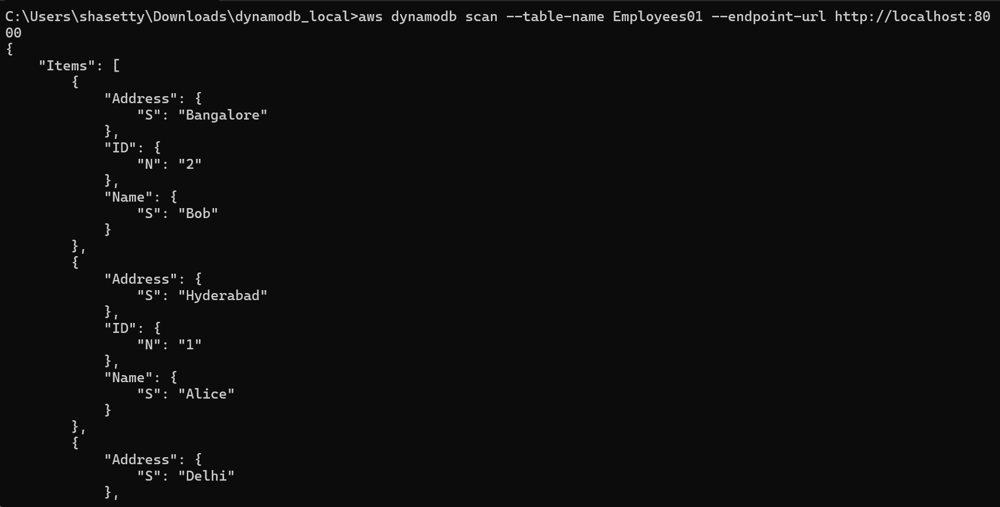 C:\Users\shasetty\Downloads\dynamodb_local>aws dynamodb scan --table-name Employees01 --endpoint-url http://localhost:80
00
{
    "Items": [
        {
            "Address": {
                "S": "Bangalore"
            },
            "ID": {
                "N": "2"
            },
            "Name": {
                "S": "Bob"
            }
        },
        {
            "Address": {
                "S": "Hyderabad"
            },
            "ID": {
                "N": "1"
            },
            "Name": {
                "S": "Alice"
            }
        },
        {
            "Address": {
                "S": "Delhi"
            },